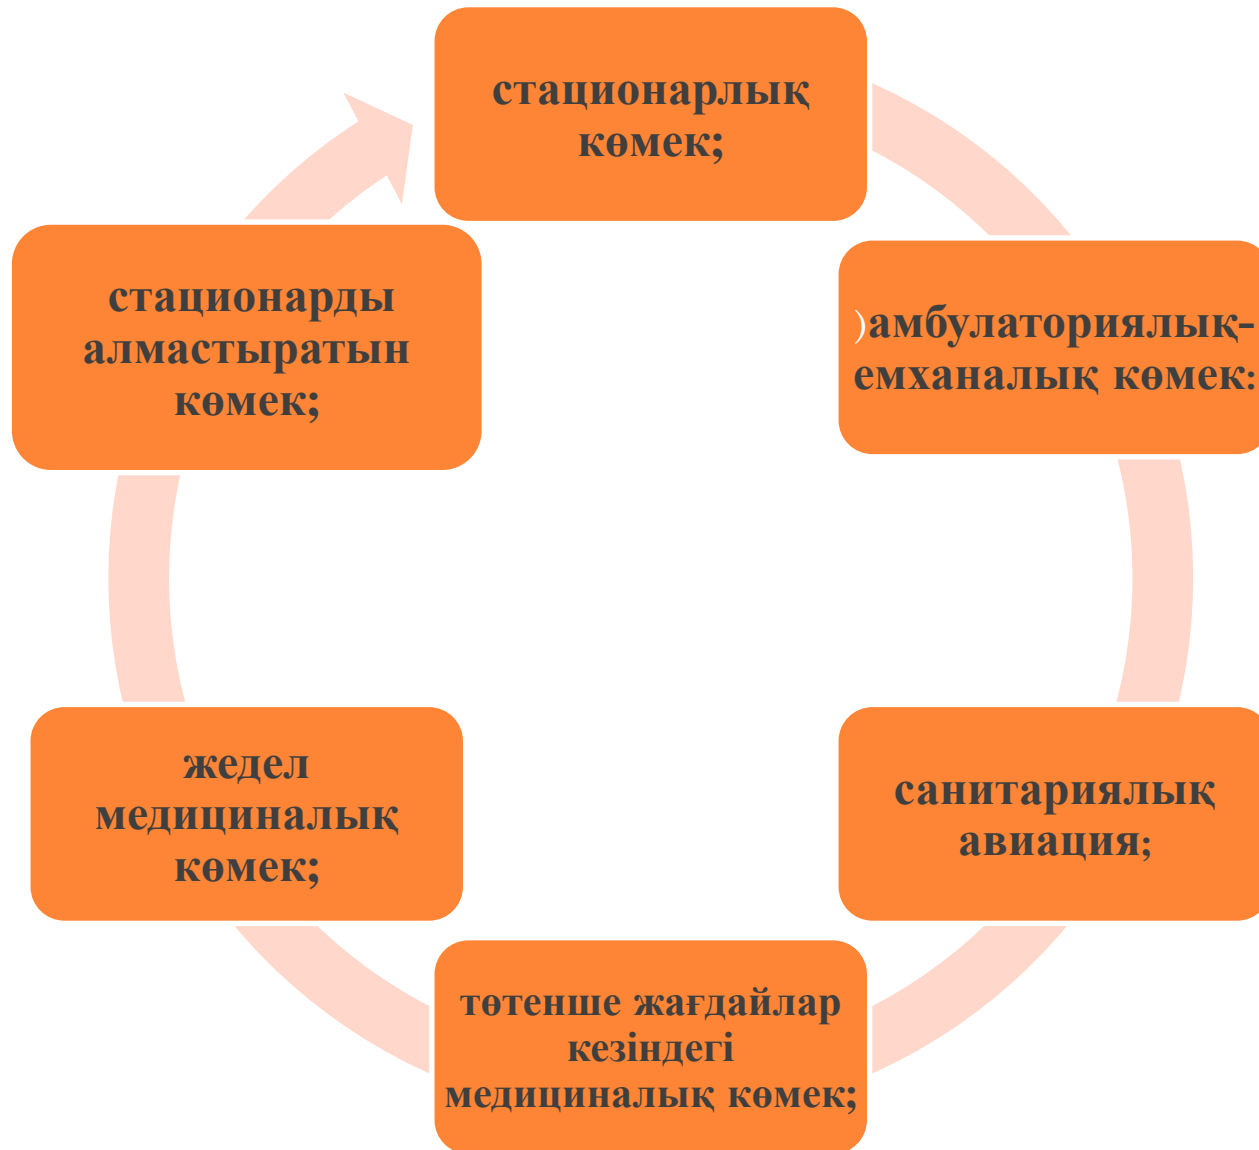 стационарлық
көмек;
)амбулаториялық-
емханалық көмек:
санитариялық
авиация;
төтенше жағдайлар
кезіндегі
медициналық көмек;
жедел
медициналық
көмек;
стационарды
алмастыратын
көмек;